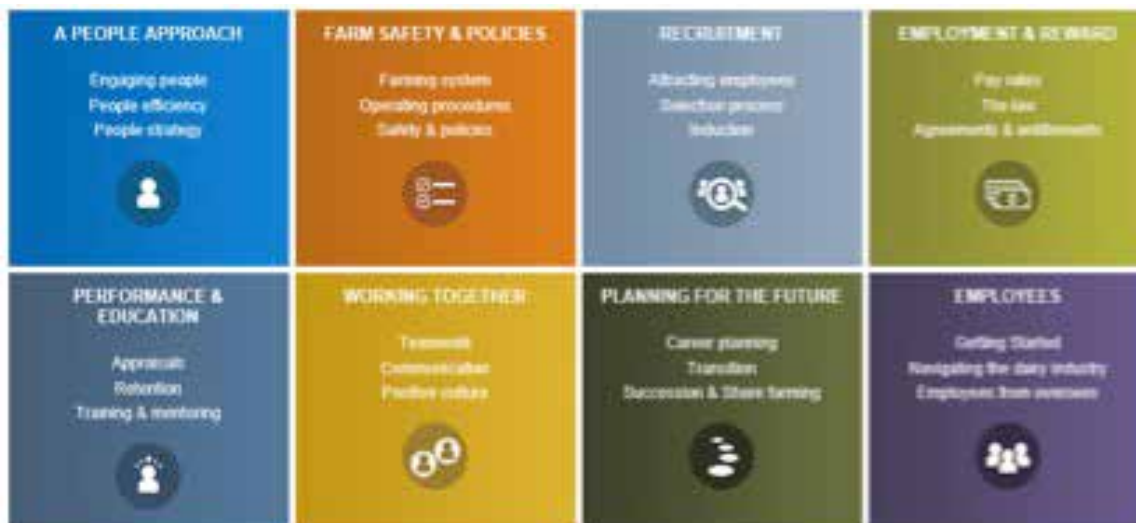 A PEOPLE APPROACH
Engaging people
People efficiency
People strategy
FARM SAFETY & POLICIES
Farming system
Operating procedures
Safety & policies
RECRUITMENT
Attracting employees
Selection process
Induction
EMPLOYMENT & REWARD
Pay rates
The law
Agreements & entitlements
PERFORMANCE &
EDUCATION
Appraisals
Retention
Training & mentoring
WORKING TOGETHER
Teamwork
Communication
Positive culture
PLANNING FOR THE FUTURE
Career planning
Transition
Succession & Share farming
EMPLOYEES
Getting Started
Navigating the dairy industry
Employees from overseas